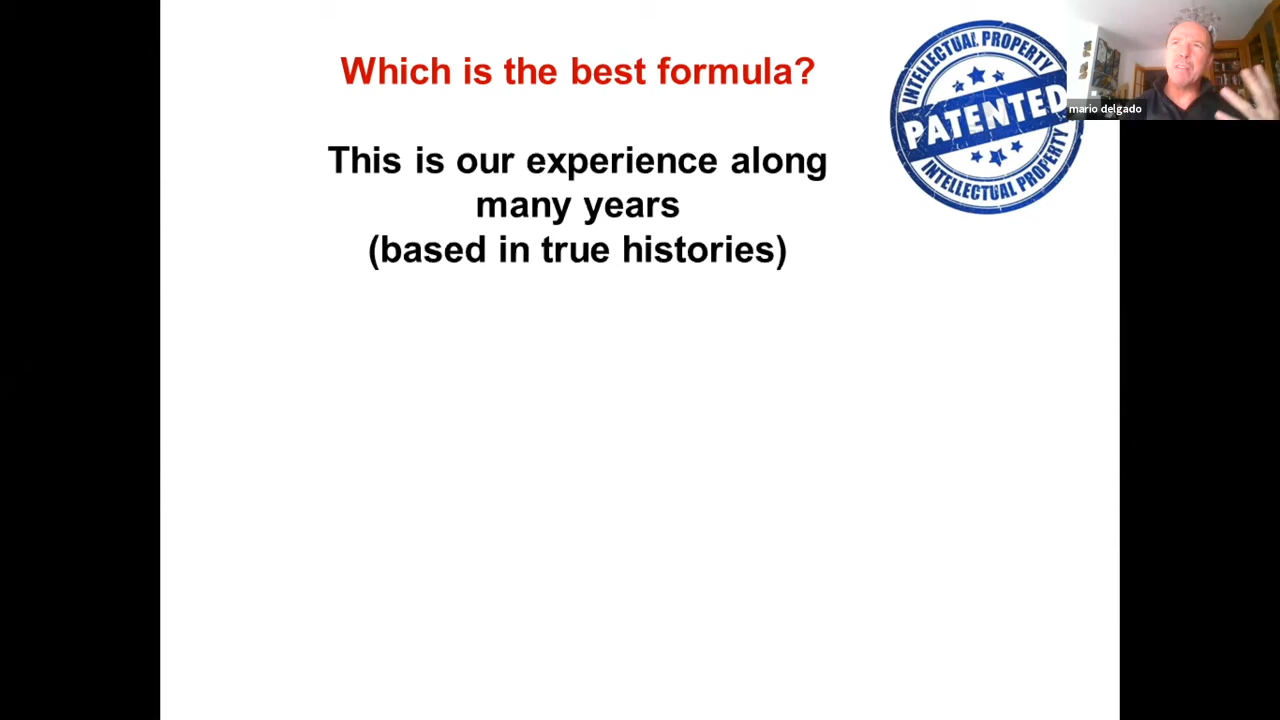 Which is the best formula?
This is our experience along
many years
(based in true histories)
INTELLECTUAL PROPERTY
PATENTED
INTELLECTUAL PROPERTY
mario delgado